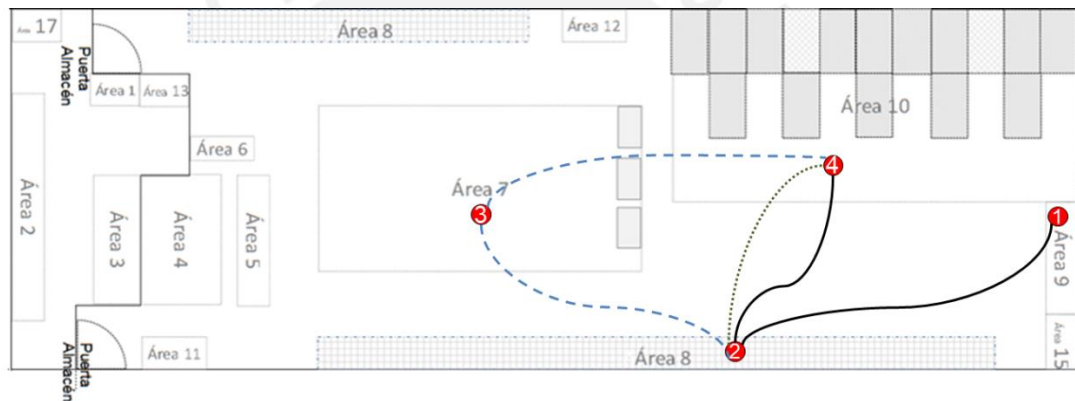 Área 17
Puerta
Almacén
Área 8
Área 12
Área 1
Área 13
Área 10
Área 6
Área 2
Área 3
Área 4
Área 5
Área 7
4
3
1
Área 9
Puerta
Almacén
Área 11
2
Área 8
Área 15